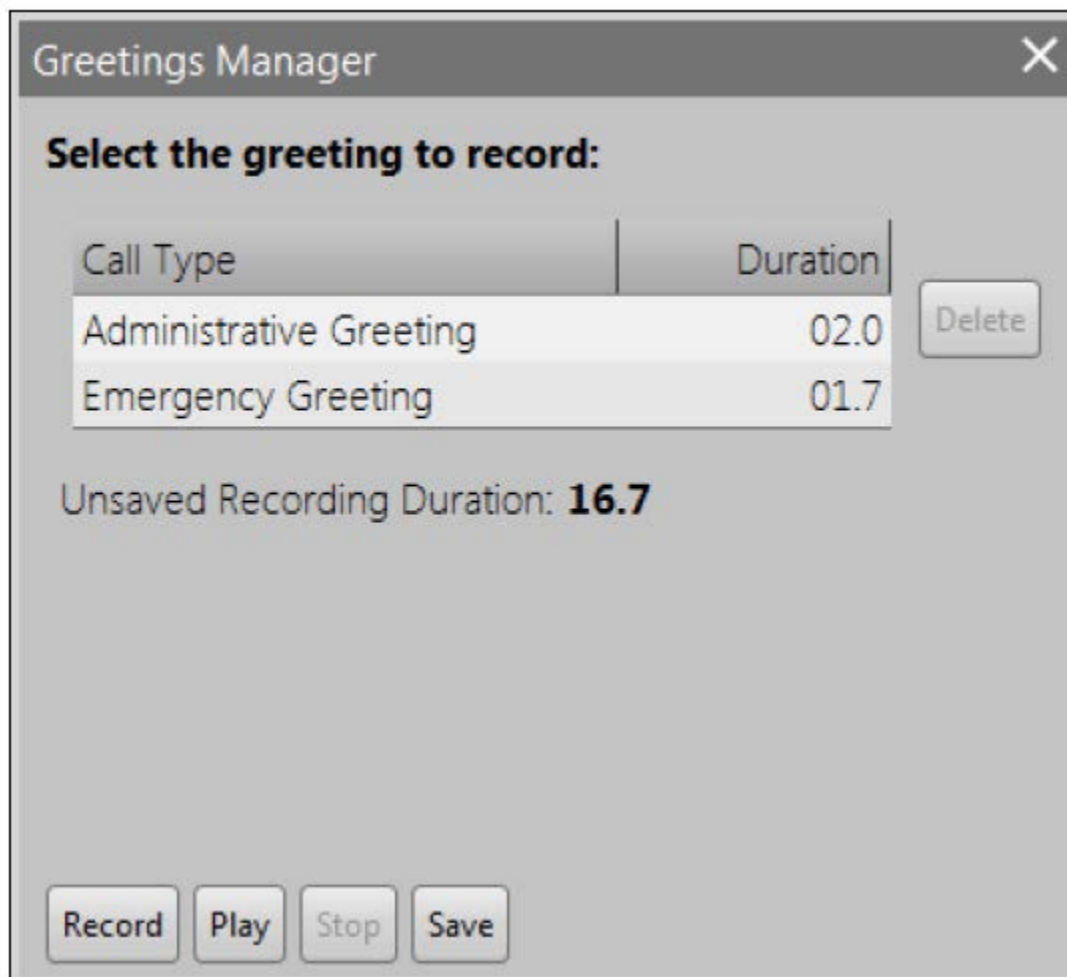 Greetings Manager
Select the greeting to record:
Call Type Duration
Administrative Greeting 02.0
Delete
Emergency Greeting 01.7
Unsaved Recording Duration: 16.7
Record Play Stop Save